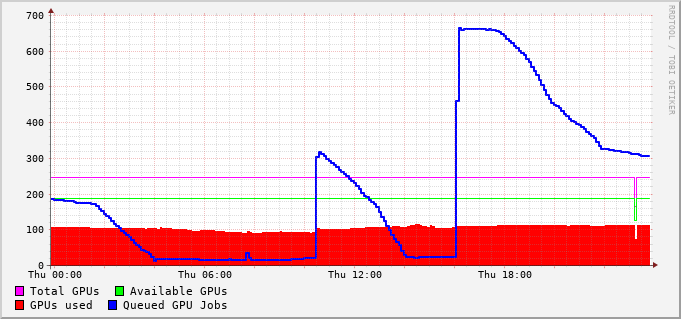 RRDTOOL / TOBI OETIKER
700
600
500
400
300
200
100
0
Thu 00:00 Thu 06:00 Thu 12:00 Thu 18:00
Total GPUs Available GPUs
GPUs used Queued GPU Jobs